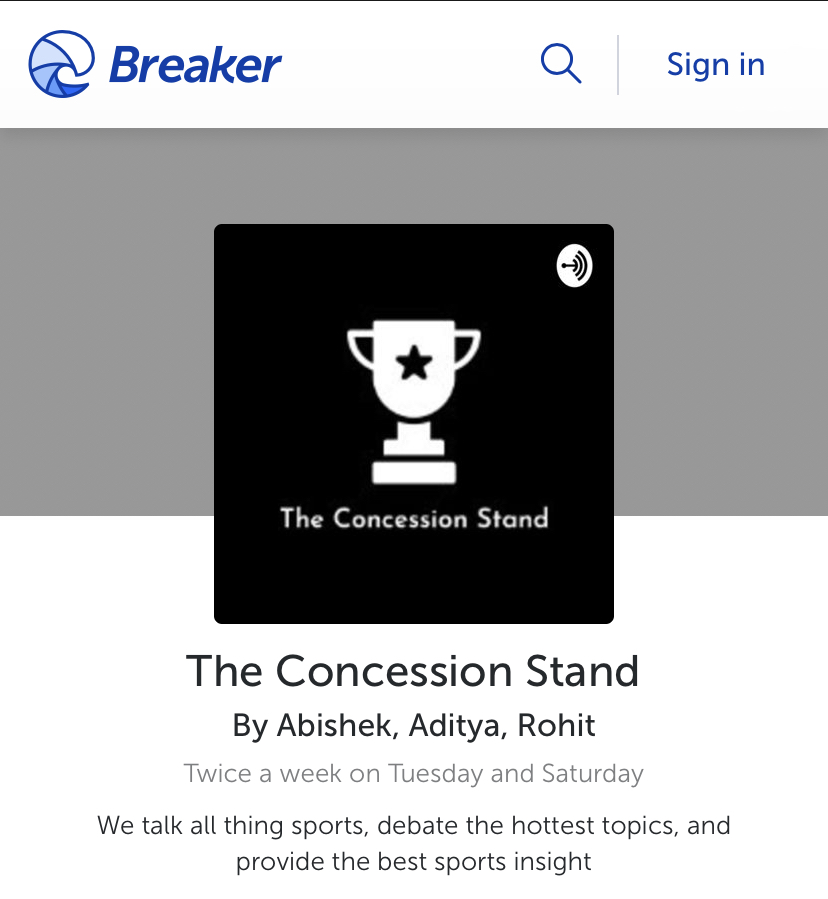 Breaker
Sign in
The Concession Stand
The Concession Stand
By Abishek, Aditya, Rohit
Twice a week on Tuesday and Saturday
We talk all thing sports, debate the hottest topics, and
provide the best sports insight